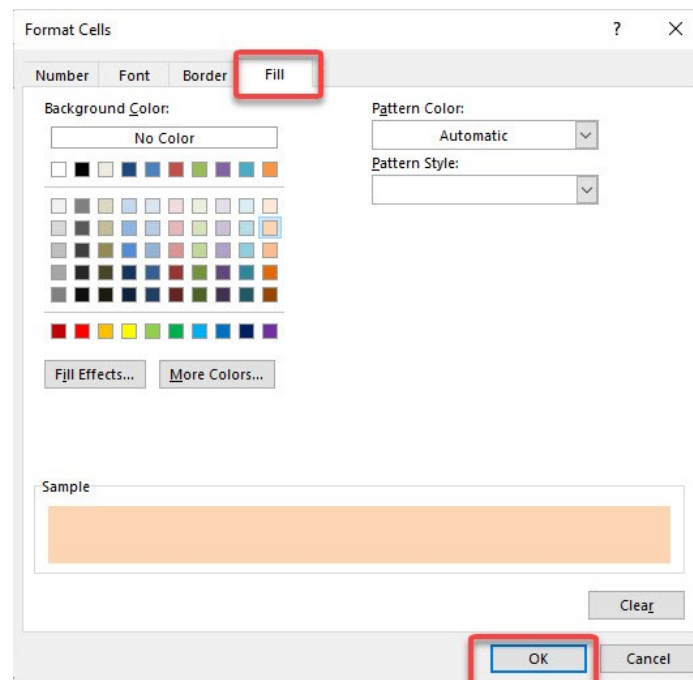 Format Cells ? ×
Number Font Border Fill
Background Color:
No Color
Pattern Color:
Automatic
Pattern Style:
Fill Effects... More Colors...
Sample
Clear
OK Cancel